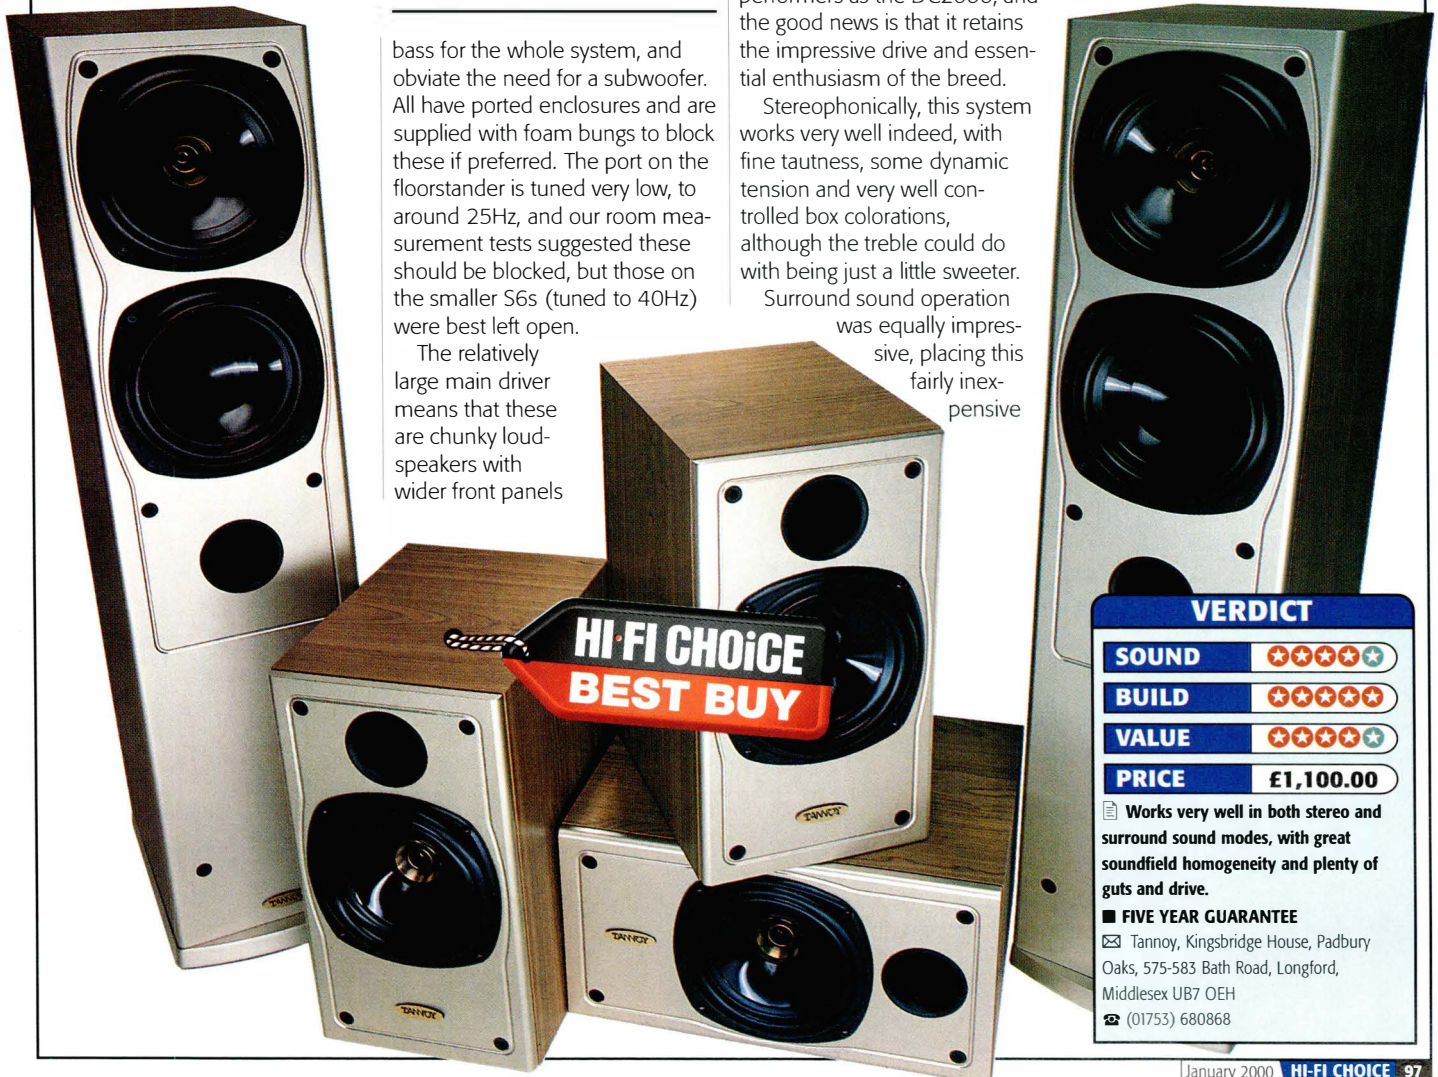 bass for the whole system, and
obviate the need for a subwoofer.
All have ported enclosures and are
supplied with foam bungs to block
these if preferred. The port on the
floorstander is tuned very low, to
around 25Hz, and our room mea-
surement tests suggested these
should be blocked, but those on
the smaller S6s (tuned to 40Hz)
were best left open.
The relatively
large main driver
means that these
are chunky loud-
speakers with
wider front panels
performers as the DC2000, and
the good news is that it retains
the impressive drive and essen-
tial enthusiasm of the breed.
Stereophonically, this system
works very well indeed, with
fine tautness, some dynamic
tension and very well con-
trolled box colorations,
although the treble could do
with being just a little sweeter.
Surround sound operation
was equally impres-
sive, placing this
fairly inex-
pensive
HI·FI CHOiCE
BEST BUY
TANNOY
TANNOY
TANNOY
TANNOY
VERDICT
SOUND
BUILD
VALUE
PRICE £1,100.00
Works very well in both stereo and
surround sound modes, with great
soundfield homogeneity and plenty of
guts and drive.
■ FIVE YEAR GUARANTEE
✉ Tannoy, Kingsbridge House, Padbury
Oaks, 575-583 Bath Road, Longford,
Middlesex UB7 OEH
☎ (01753) 680868
January 2000 HI-FI CHOICE 97